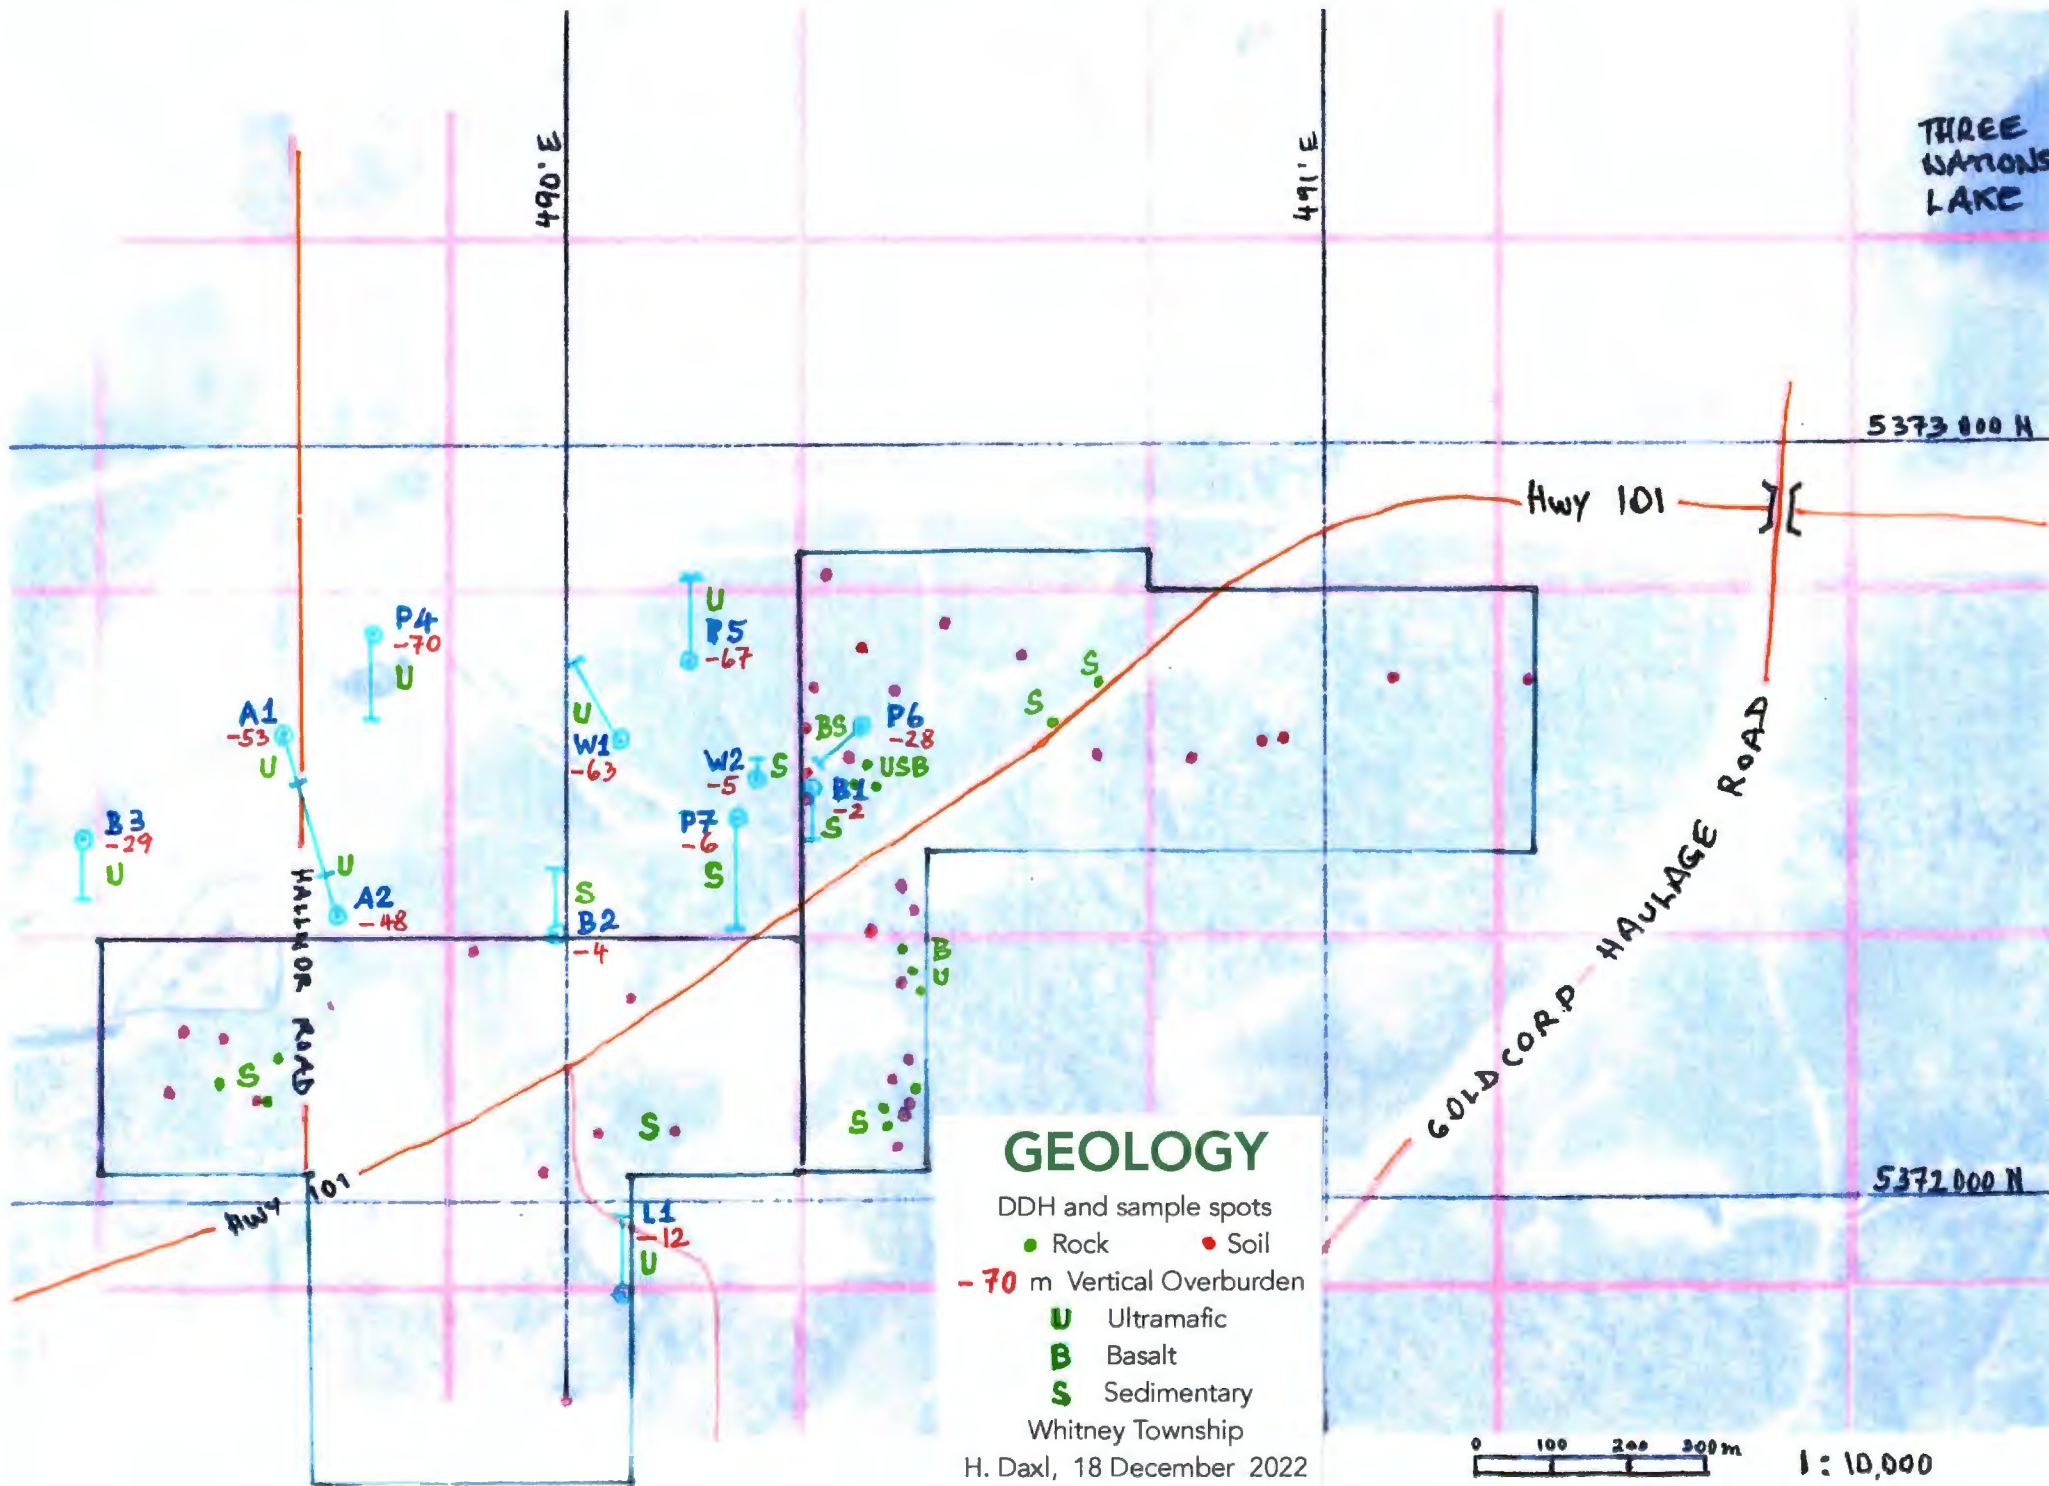 490' E
491' E
THREE
NATIONS
LAKE
5373 000 N
Hwy 101
U
P5
-67
P4
-70
U
S
S
A1
-53
U
U
W1
-63
W2
-5
S
BS
P6
-28
USB
B1
-2
S
B3
-29
U
P7
-6
S
U
A2
-48
S
B2
-4
HALLNOR ROAD
B
U
S
S
S
GOLDCORP HAULAGE ROAD
HWY 101
5372 000 N
L1
-12
U
GEOLOGY
DDH and sample spots
Rock Soil
- 70 m Vertical Overburden
U Ultramafic
B Basalt
S Sedimentary
Whitney Township
H. Daxl, 18 December 2022
0 100 200 300 m
1 : 10,000